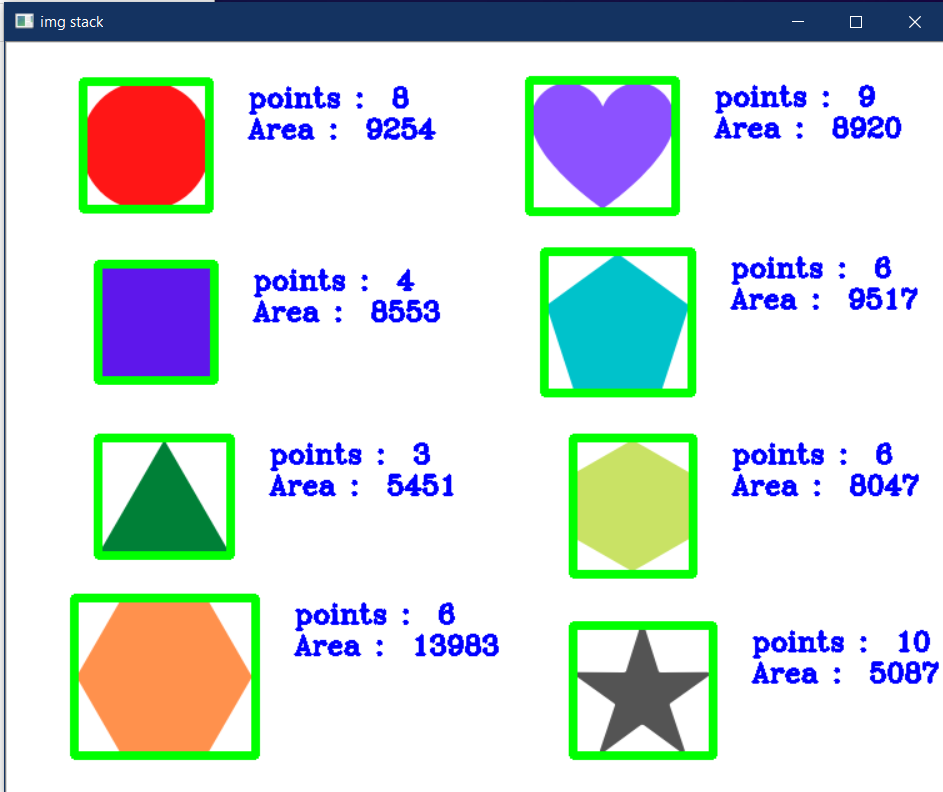 img stack
points :  8
Area :  9254
points :  9
Area :  8920
points :  4
Area :  8553
points :  6
Area :  9517
points :  3
Area :  5451
points :  6
Area :  8047
points :  6
Area :  13983
points :  10
Area :  5087